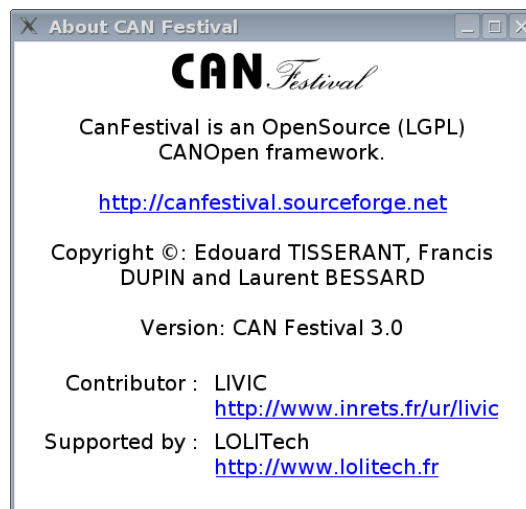 About CAN Festival
CAN Festival
CanFestival is an OpenSource (LGPL)
CANOpen framework.
http://canfestival.sourceforge.net
Copyright ©: Edouard TISSERANT, Francis
DUPIN and Laurent BESSARD
Version: CAN Festival 3.0
Contributor : LIVIC
http://www.inrets.fr/ur/livic
Supported by : LOLITech
http://www.lolitech.fr